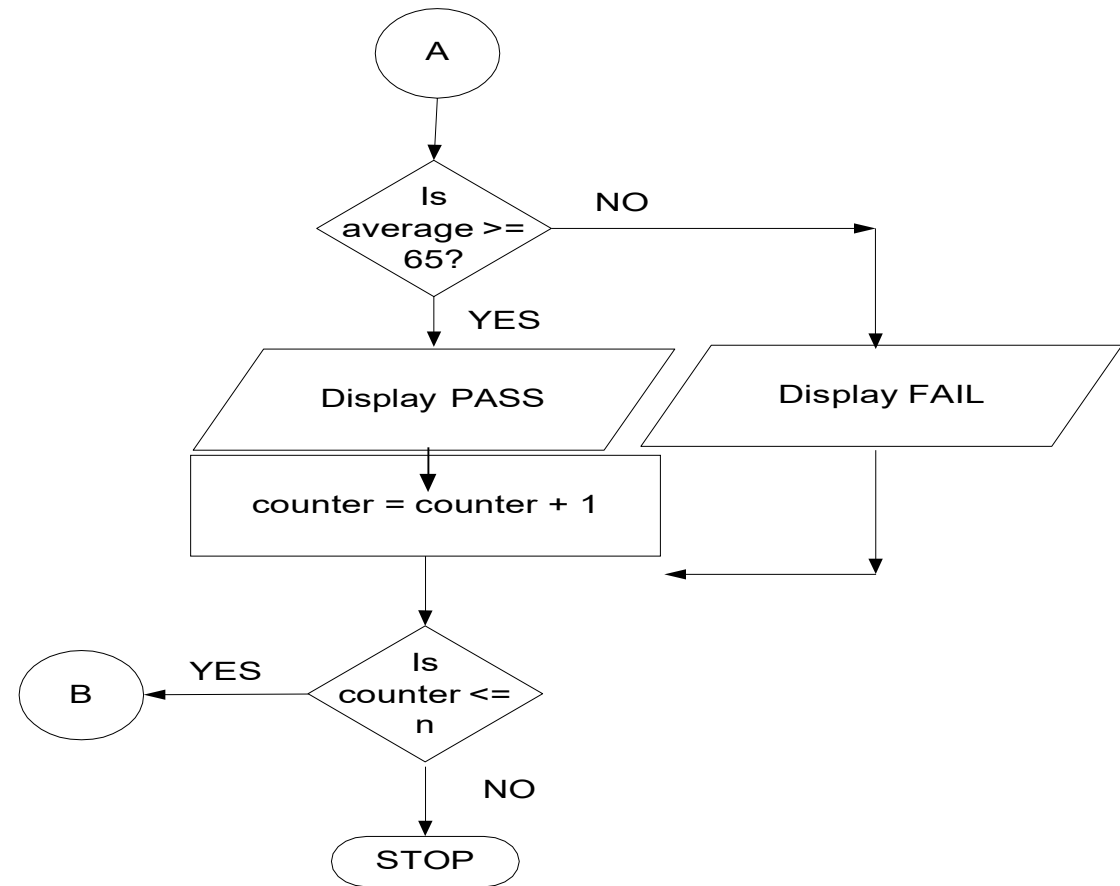 A
Is
average >=
65?
NO
YES
Display PASS
Display FAIL
counter = counter + 1
Is
counter <=
n
YES
B
NO
STOP